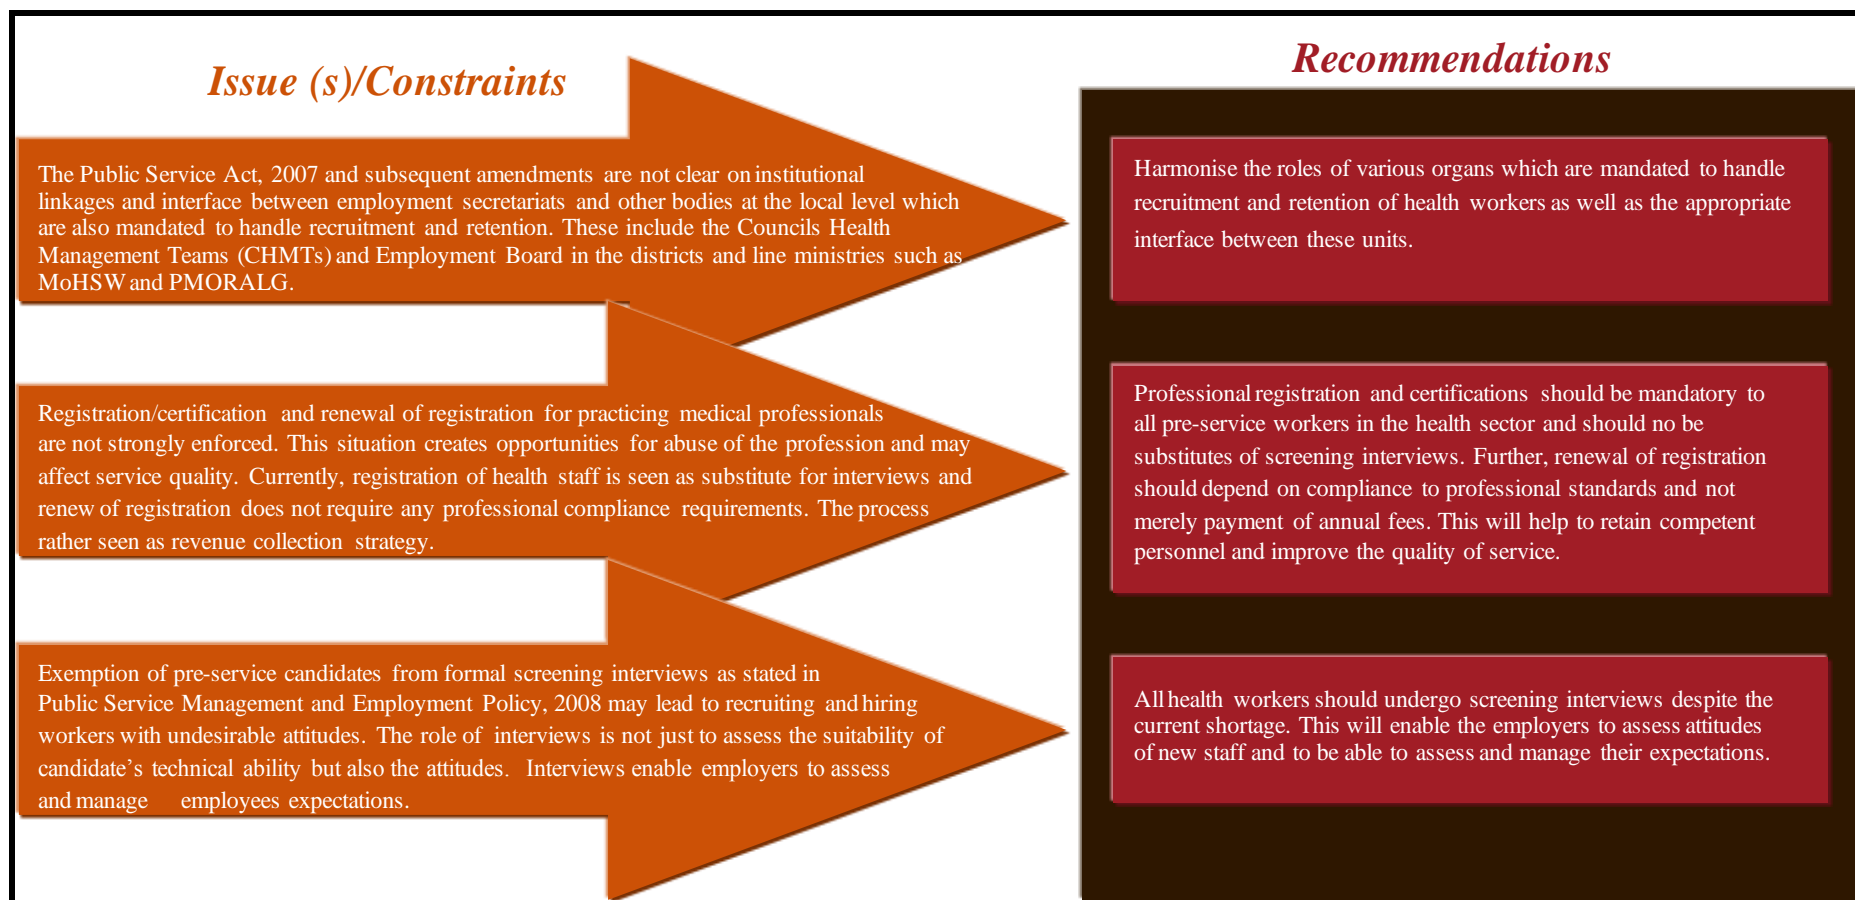 Issue (s)/Constraints
The Public Service Act, 2007 and subsequent amendments are not clear on institutional
linkages and interface between employment secretariats and other bodies at the local level which
are also mandated to handle recruitment and retention. These include the Councils Health
Management Teams (CHMTs) and Employment Board in the districts and line ministries such as
MoHSW and PMORALG.
Registration/certification and renewal of registration for practicing medical professionals
are not strongly enforced. This situation creates opportunities for abuse of the profession and may
affect service quality. Currently, registration of health staff is seen as substitute for interviews and
renew of registration does not require any professional compliance requirements. The process
rather seen as revenue collection strategy.
Exemption of pre-service candidates from formal screening interviews as stated in
Public Service Management and Employment Policy, 2008 may lead to recruiting and hiring
workers with undesirable attitudes. The role of interviews is not just to assess the suitability of
candidate’s technical ability but also the attitudes. Interviews enable employers to assess
and manage employees expectations.
Recommendations
Harmonise the roles of various organs which are mandated to handle
recruitment and retention of health workers as well as the appropriate
interface between these units.
Professional registration and certifications should be mandatory to
all pre-service workers in the health sector and should no be
substitutes of screening interviews. Further, renewal of registration
should depend on compliance to professional standards and not
merely payment of annual fees. This will help to retain competent
personnel and improve the quality of service.
All health workers should undergo screening interviews despite the
current shortage. This will enable the employers to assess attitudes
of new staff and to be able to assess and manage their expectations.